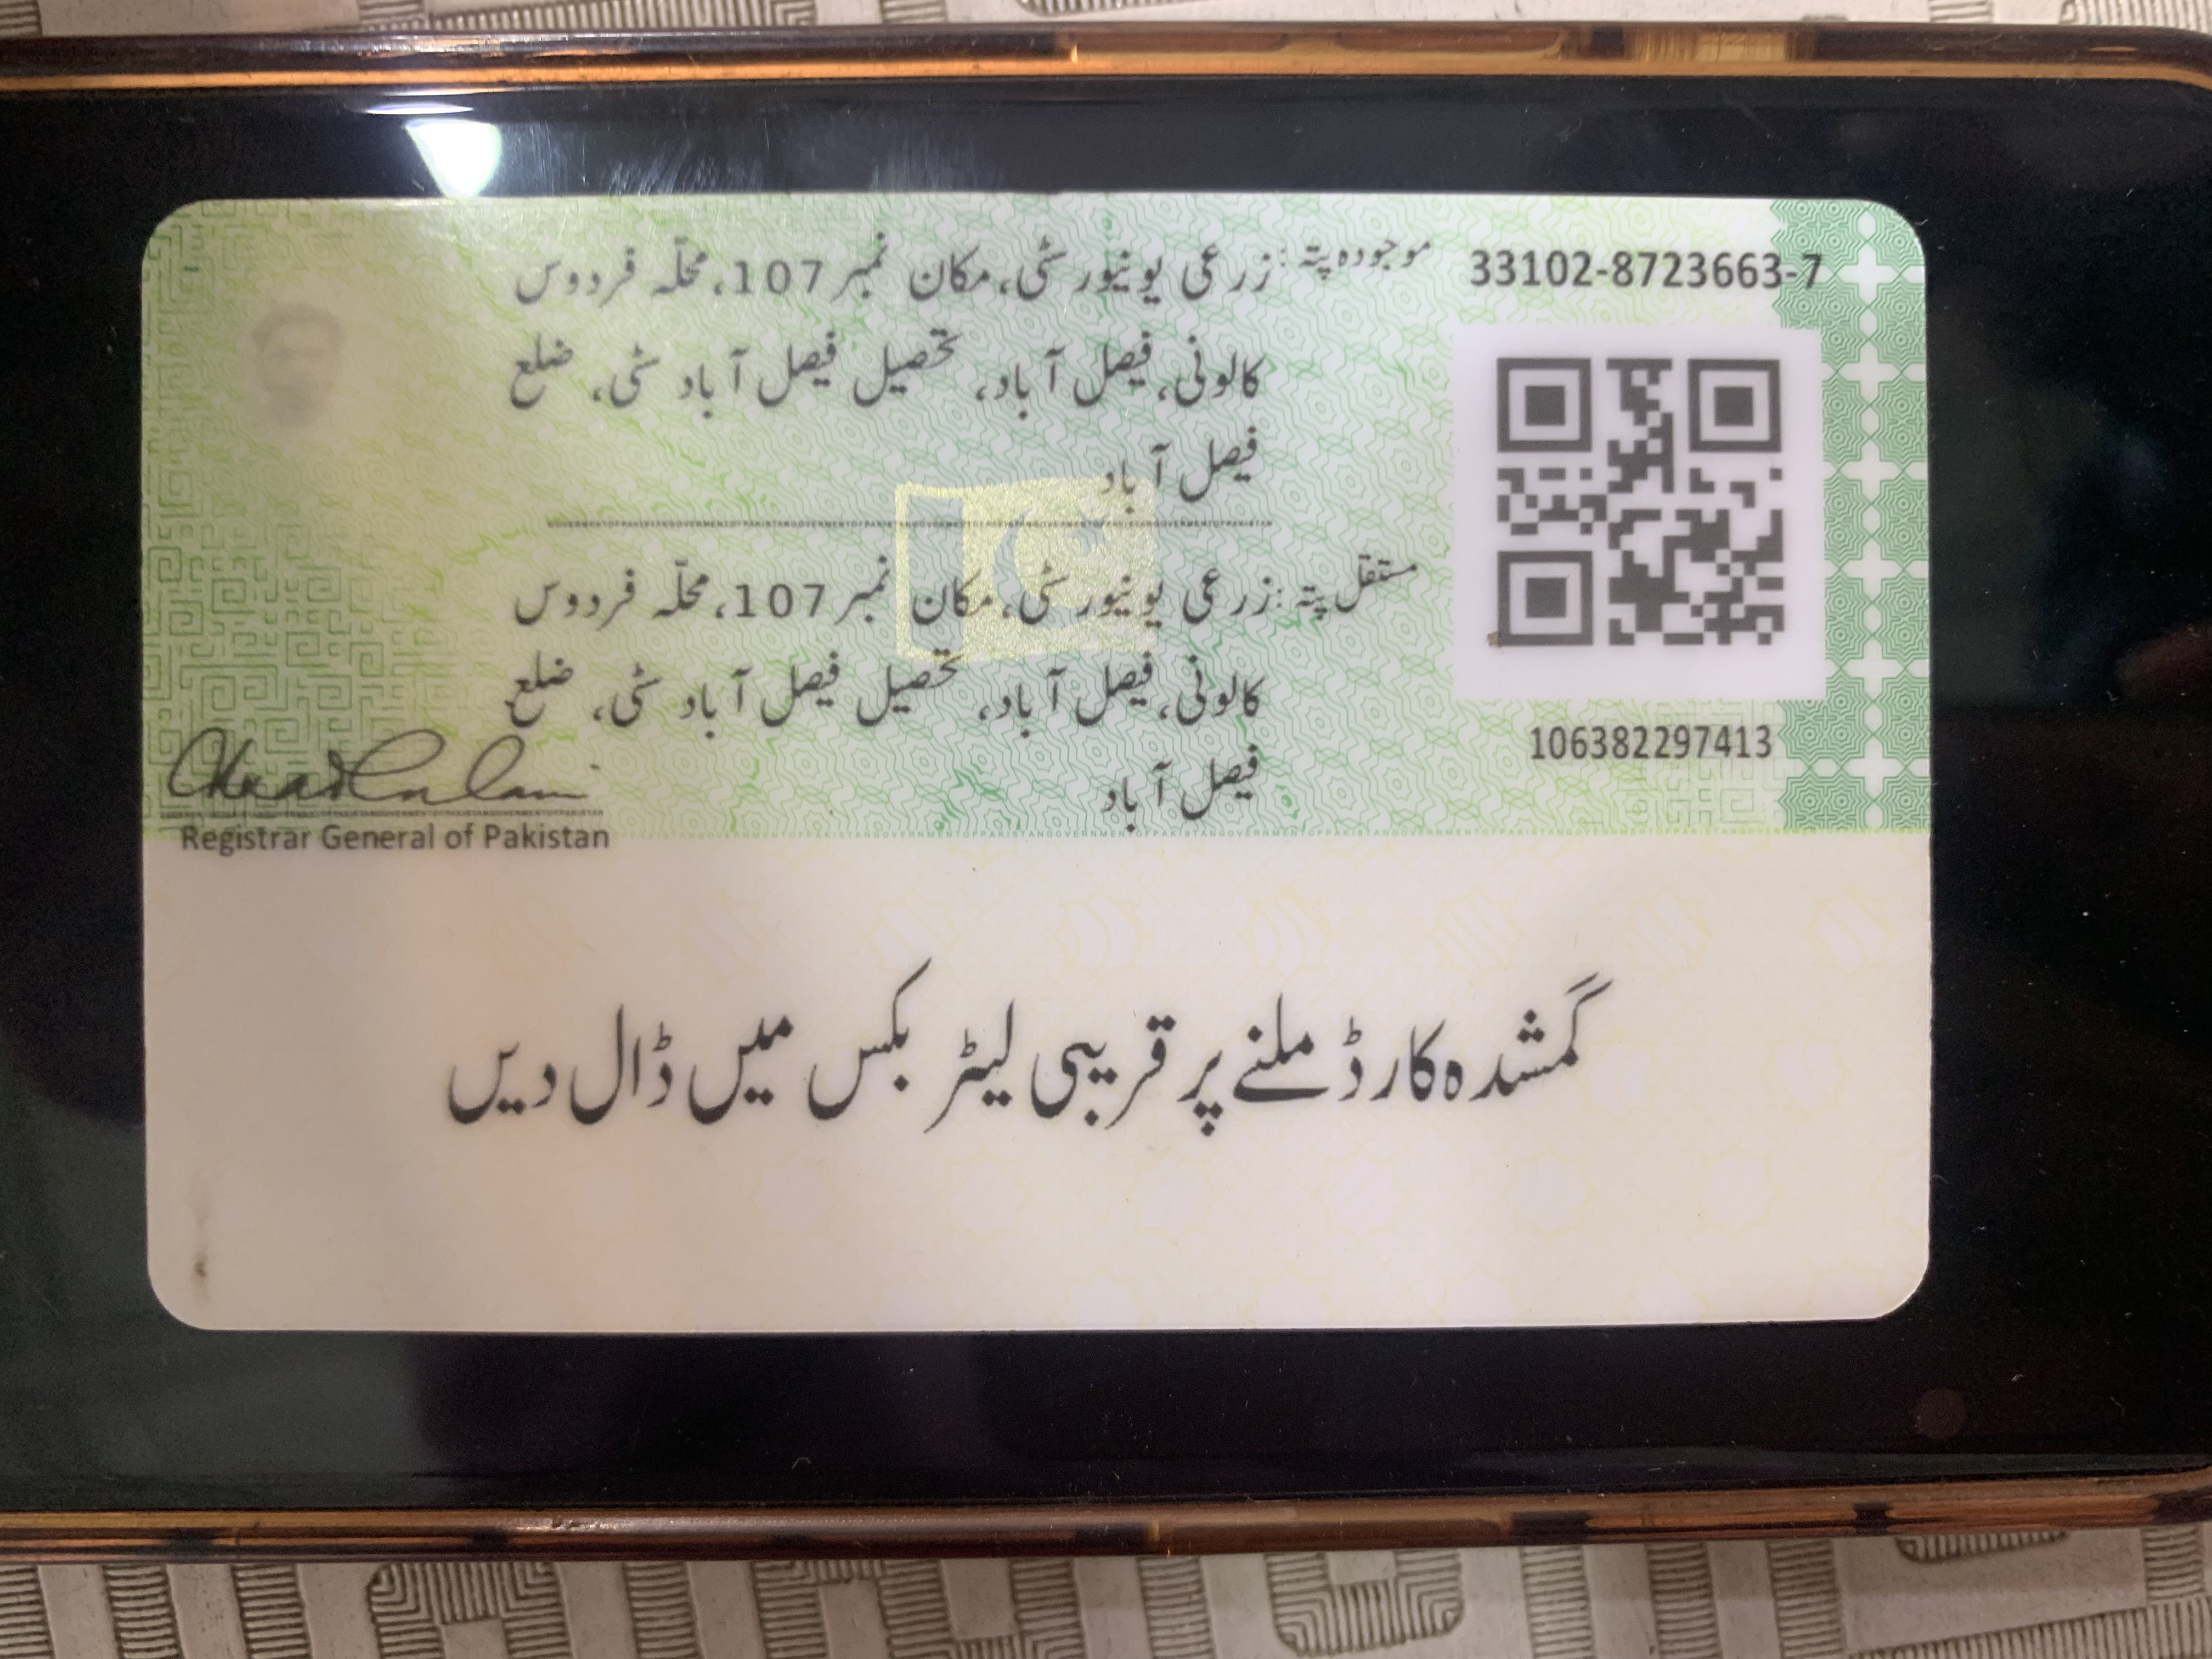 33102-8723663-7
موجودہ پتہ: زرعی یونیورسٹی، مکان نمبر 107، محلّہ فردوس
کالونی، فیصل آباد، تحصیل فیصل آباد سٹی، ضلع
فیصل آباد
مستقل پتہ: زرعی یونیورسٹی، مکان نمبر 107، محلّہ فردوس
کالونی، فیصل آباد، تحصیل فیصل آباد سٹی، ضلع
فیصل آباد
106382297413
Registrar General of Pakistan
گمشدہ کارڈ ملنے پر قریبی لیٹر بکس میں ڈال دیں